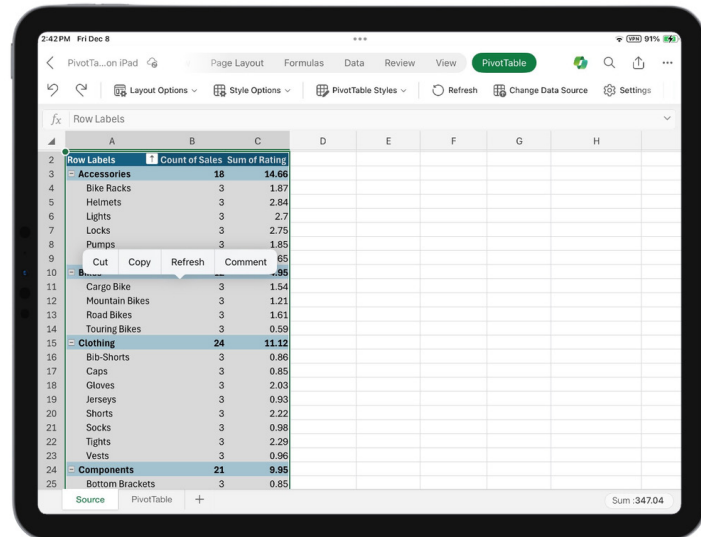 2:42 PM Fri Dec 8 VPN 91%
PivotTa...on iPad Page Layout Formulas Data Review View PivotTable
Layout Options Style Options PivotTable Styles Refresh Change Data Source Settings
fx Row Labels
A B C D E F G H
2 Row Labels Count of Sales Sum of Rating
3 Accessories 18 14.66
4 Bike Racks 3 1.87
5 Helmets 3 2.84
6 Lights 3 2.7
7 Locks 3 2.75
8 Pumps 3 1.85
9 65
Cut Copy Refresh Comment
10 .95
11 Cargo Bike 3 1.54
12 Mountain Bikes 3 1.21
13 Road Bikes 3 1.61
14 Touring Bikes 3 0.59
15 Clothing 24 11.12
16 Bib-Shorts 3 0.86
17 Caps 3 0.85
18 Gloves 3 2.03
19 Jerseys 3 0.93
20 Shorts 3 2.22
21 Socks 3 0.98
22 Tights 3 2.29
23 Vests 3 0.96
24 Components 21 9.95
25 Bottom Brackets 3 0.85
Source PivotTable + Sum :347.04